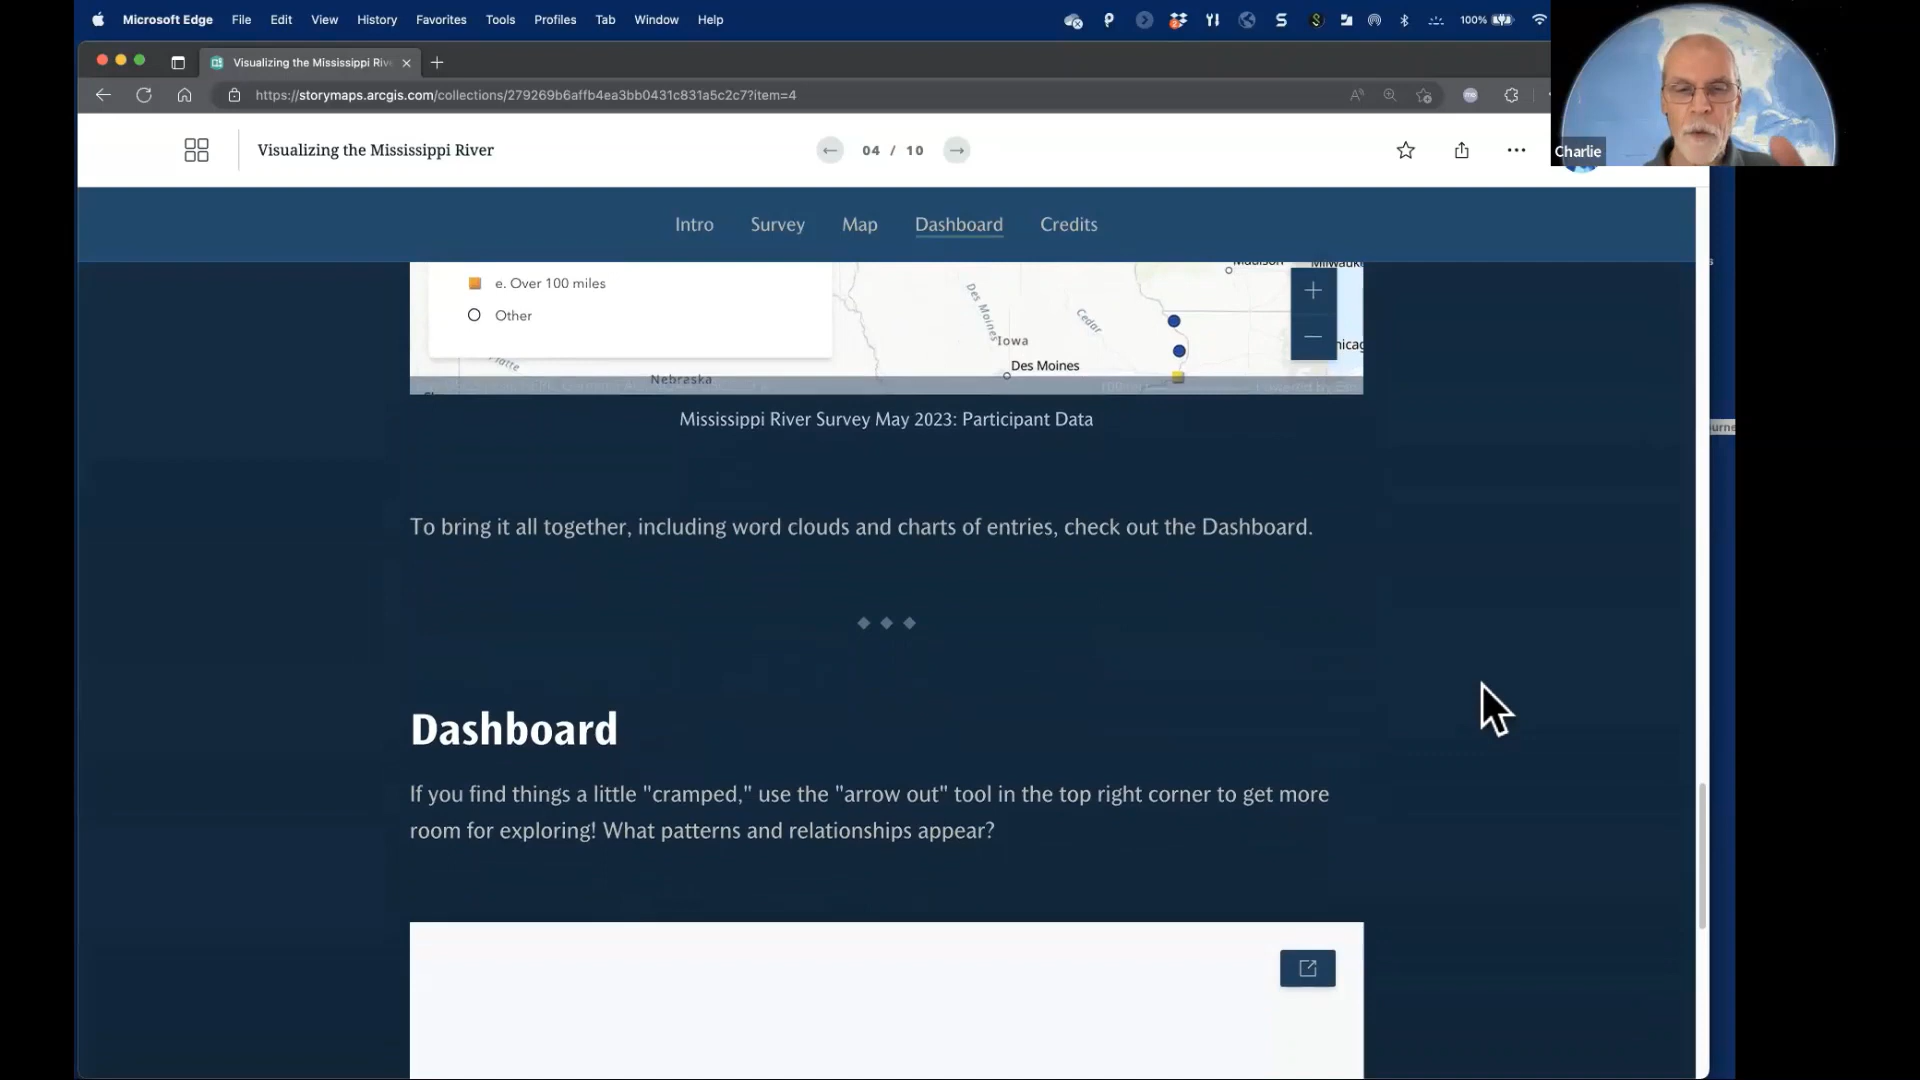 Microsoft Edge File Edit View History Favorites Tools Profiles Tab Window Help 100%
Visualizing the Mississippi Riv
https://storymaps.arcgis.com/collections/279269b6affb4ea3bb0431c831a5c2c7?item=4
Charlie
Visualizing the Mississippi River
04 / 10
Intro Survey Map Dashboard Credits
e. Over 100 miles
Other
Madison
Milwauk
Des Moines
Cedar
Iowa
hicag
Des Moines
Platte
Nebraska
Mississippi River Survey May 2023: Participant Data
urne
To bring it all together, including word clouds and charts of entries, check out the Dashboard.
Dashboard
If you find things a little "cramped," use the "arrow out" tool in the top right corner to get more
room for exploring! What patterns and relationships appear?